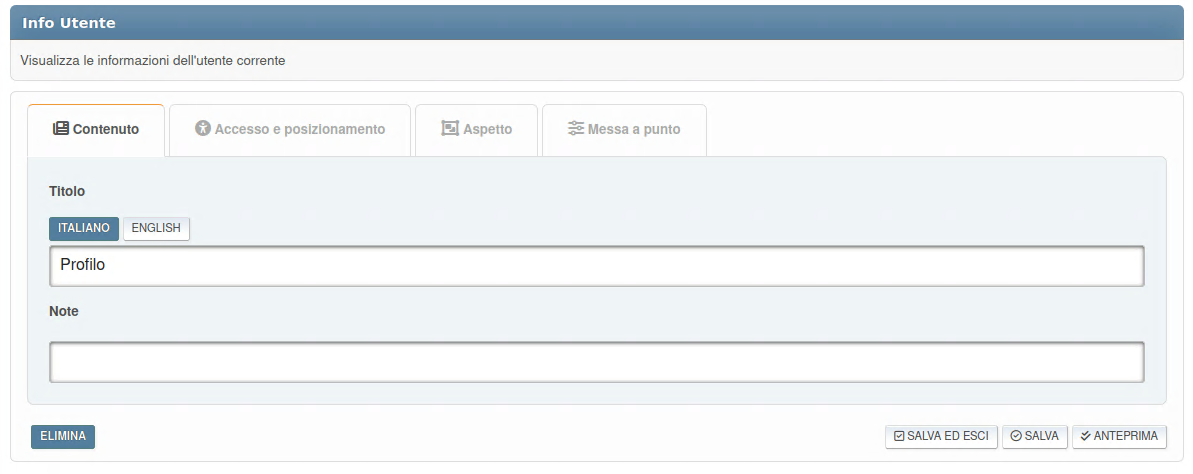 Info Utente
Visualizza le informazioni dell'utente corrente
Contenuto Accesso e posizionamento Aspetto Messa a punto
Titolo
ITALIANO ENGLISH
Profilo
Note
ELIMINA SALVA ED ESCI SALVA ANTEPRIMA